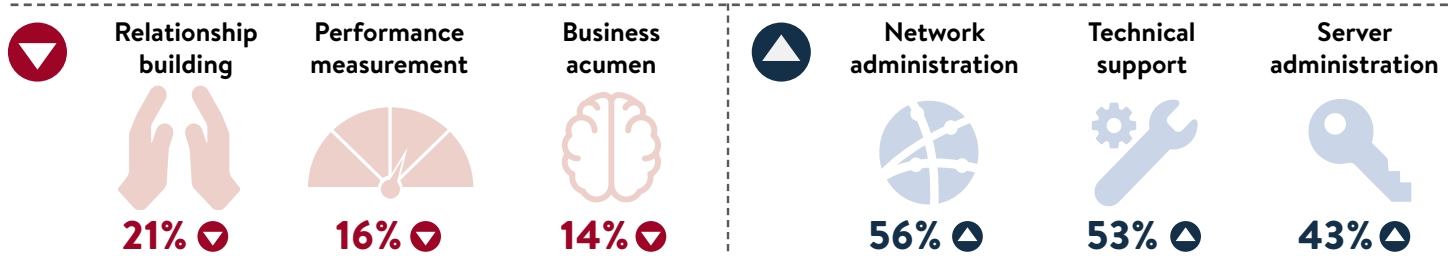 Relationship
building
21%
Performance
measurement
16%
Business
acumen
14%
Network
administration
56%
Technical
support
53%
Server
administration
43%